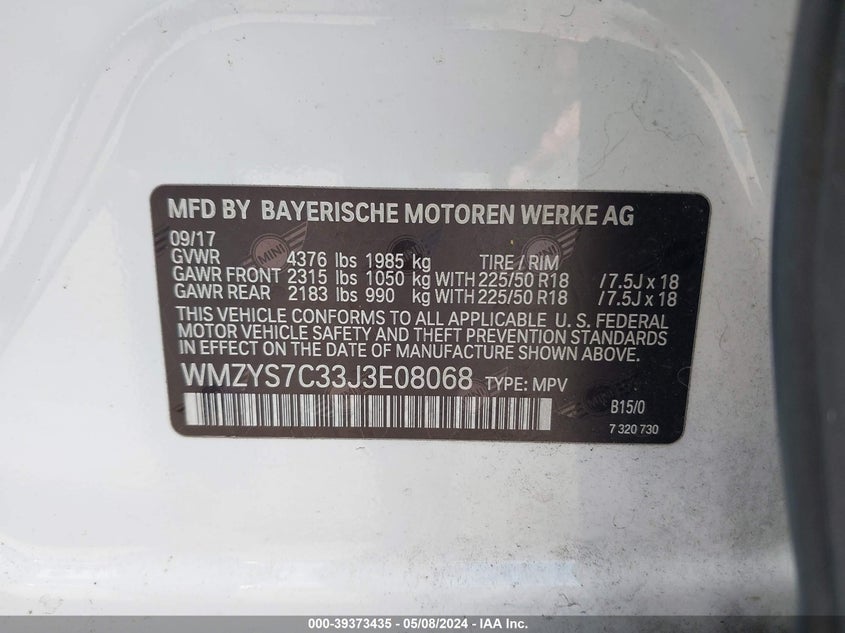 MFD BY BAYERISCHE MOTOREN WERKE AG
09/17
GVWR 4376 lbs 1985 kg TIRE / RIM
GAWR FRONT 2315 lbs 1050 kg WITH 225/50 R18 / 7.5J x 18
GAWR REAR 2183 lbs 990 kg WITH 225/50 R18 / 7.5J x 18
THIS VEHICLE CONFORMS TO ALL APPLICABLE U. S. FEDERAL
MOTOR VEHICLE SAFETY AND THEFT PREVENTION STANDARDS
IN EFFECT ON THE DATE OF MANUFACTURE SHOWN ABOVE.
WMZYS7C33J3E08068 TYPE: MPV
B15/0
7 320 730
MINI
MINI
000-39373435 - 05/08/2024 - IAA Inc.